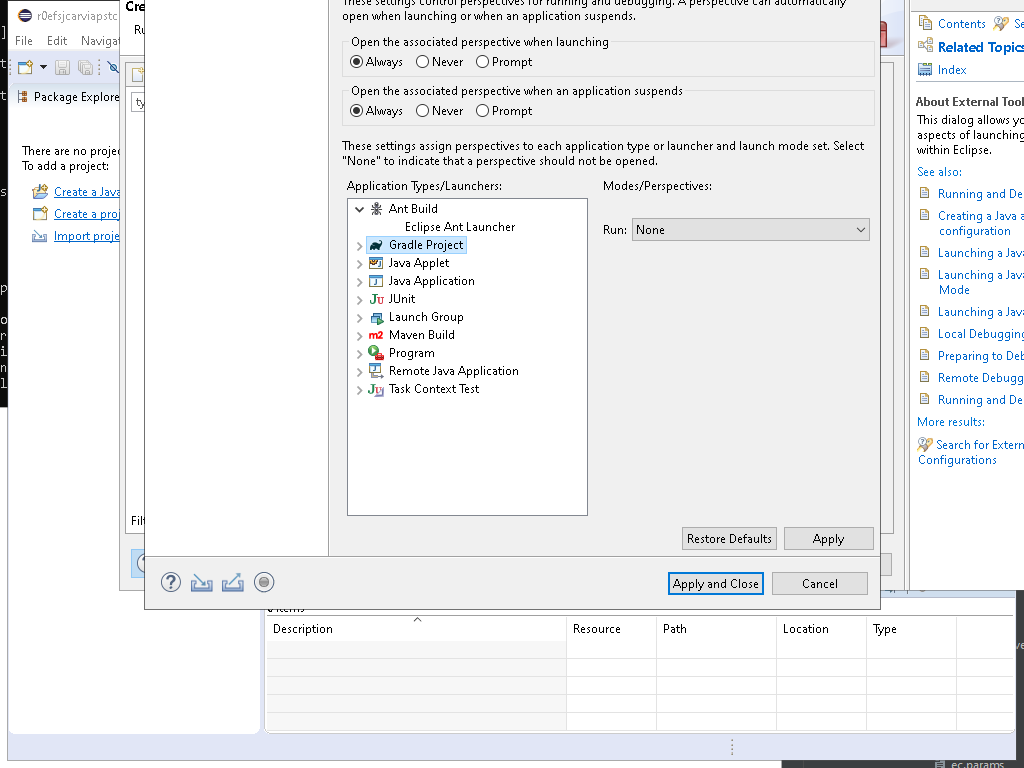 r0efsjcarviapstc
File Edit Naviga
Package Explore
There are no proje
To add a project:
Create a Java
Create a proj
Import proje
Cre
Ru
ty
Filt
These settings control perspectives for running and debugging. A perspective can automatically
open when launching or when an application suspends.
Open the associated perspective when launching
Always Never Prompt
Open the associated perspective when an application suspends
Always Never Prompt
These settings assign perspectives to each application type or launcher and launch mode set. Select
"None" to indicate that a perspective should not be opened.
Application Types/Launchers:
Modes/Perspectives:
Ant Build
Eclipse Ant Launcher
Gradle Project
Java Applet
Java Application
JUnit
Launch Group
Maven Build
Program
Remote Java Application
Task Context Test
Run: None
Restore Defaults Apply
Apply and Close Cancel
Contents Se
Related Topics
Index
About External Tool
This dialog allows yo
aspects of launching
within Eclipse.
See also:
Running and De
Creating a Java a
configuration
Launching a Java
Launching a Java
Mode
Launching a Java
Local Debugging
Preparing to Deb
Remote Debugg
Running and De
More results:
Search for Extern
Configurations
0 items
Description Resource Path Location Type
ec.params